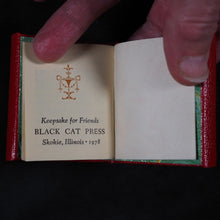 Keepsake for Friends
BLACK CAT PRESS
Skokie, Illinois · 1978